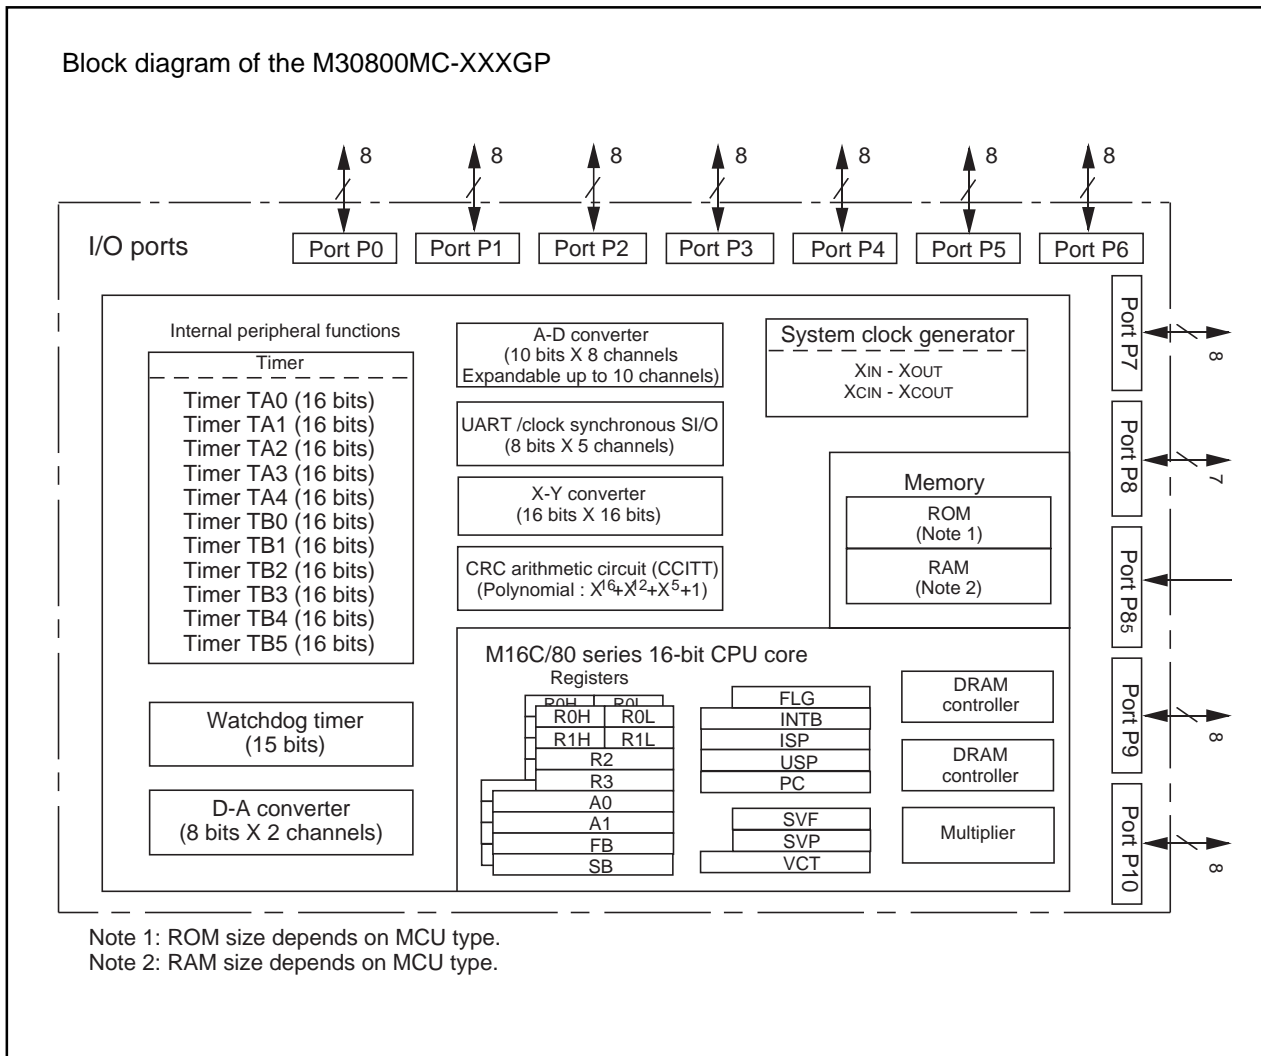 Block diagram of the M30800MC-XXXGP
8 8 8 8 8 8 8
I/O ports
Port P0 Port P1 Port P2 Port P3 Port P4 Port P5 Port P6
Port P7
8
Port P8
7
Port P85
Port P9
8
Port P10
8
Internal peripheral functions
Timer
Timer TA0 (16 bits)
Timer TA1 (16 bits)
Timer TA2 (16 bits)
Timer TA3 (16 bits)
Timer TA4 (16 bits)
Timer TB0 (16 bits)
Timer TB1 (16 bits)
Timer TB2 (16 bits)
Timer TB3 (16 bits)
Timer TB4 (16 bits)
Timer TB5 (16 bits)
Watchdog timer
(15 bits)
D-A converter
(8 bits X 2 channels)
A-D converter
(10 bits X 8 channels
Expandable up to 10 channels)
UART /clock synchronous SI/O
(8 bits X 5 channels)
X-Y converter
(16 bits X 16 bits)
CRC arithmetic circuit (CCITT)
(Polynomial : X16+X12+X5+1)
System clock generator
XIN - XOUT
XCIN - XCOUT
Memory
ROM
(Note 1)
RAM
(Note 2)
M16C/80 series 16-bit CPU core
Registers
R0H R0L
R0H R0L
R1H R1L
R2
R3
A0
A1
FB
SB
FLG
INTB
ISP
USP
PC
SVF
SVP
VCT
DRAM
controller
DRAM
controller
Multiplier
Note 1: ROM size depends on MCU type.
Note 2: RAM size depends on MCU type.